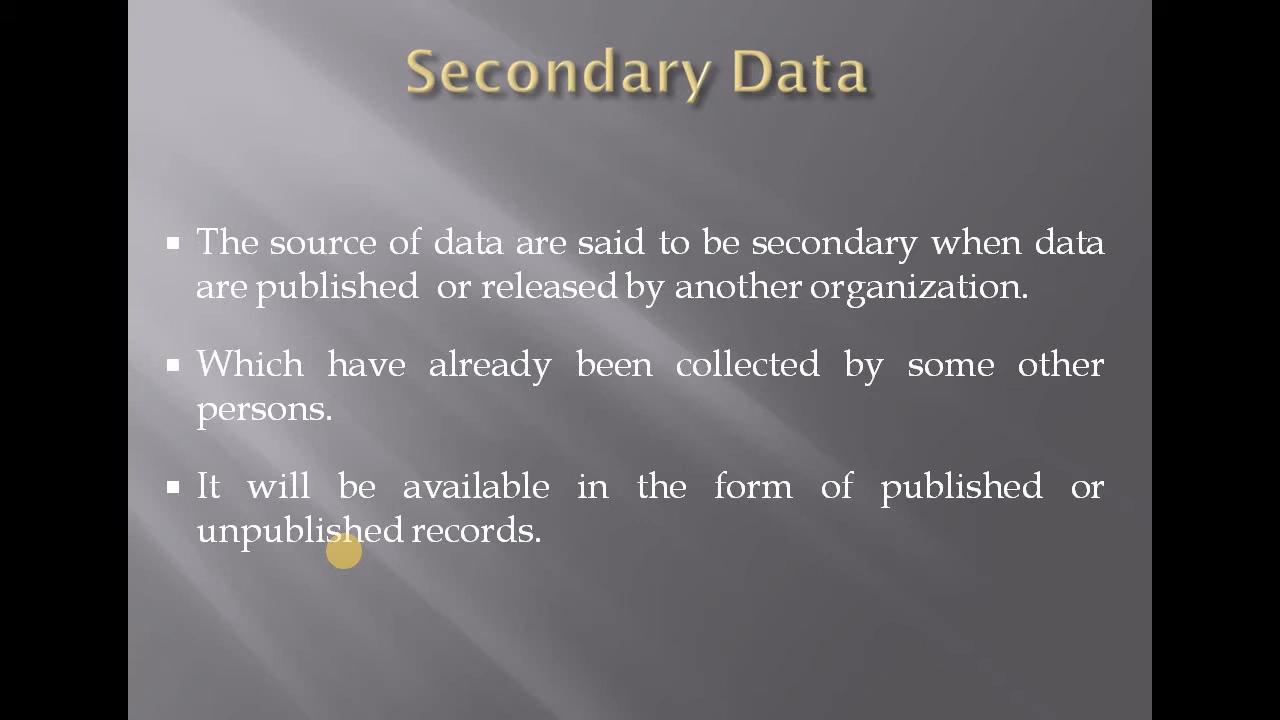 Secondary Data
The source of data are said to be secondary when data
are published or released by another organization.
Which have already been collected by some other
persons.
It will be available in the form of published or
unpublished records.